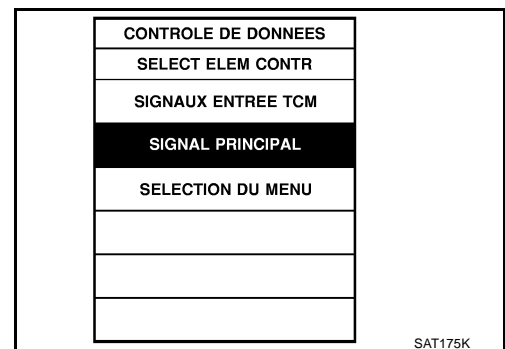 CONTROLE DE DONNEES
SELECT ELEM CONTR
SIGNAUX ENTREE TCM
SIGNAL PRINCIPAL
SELECTION DU MENU
SAT175K